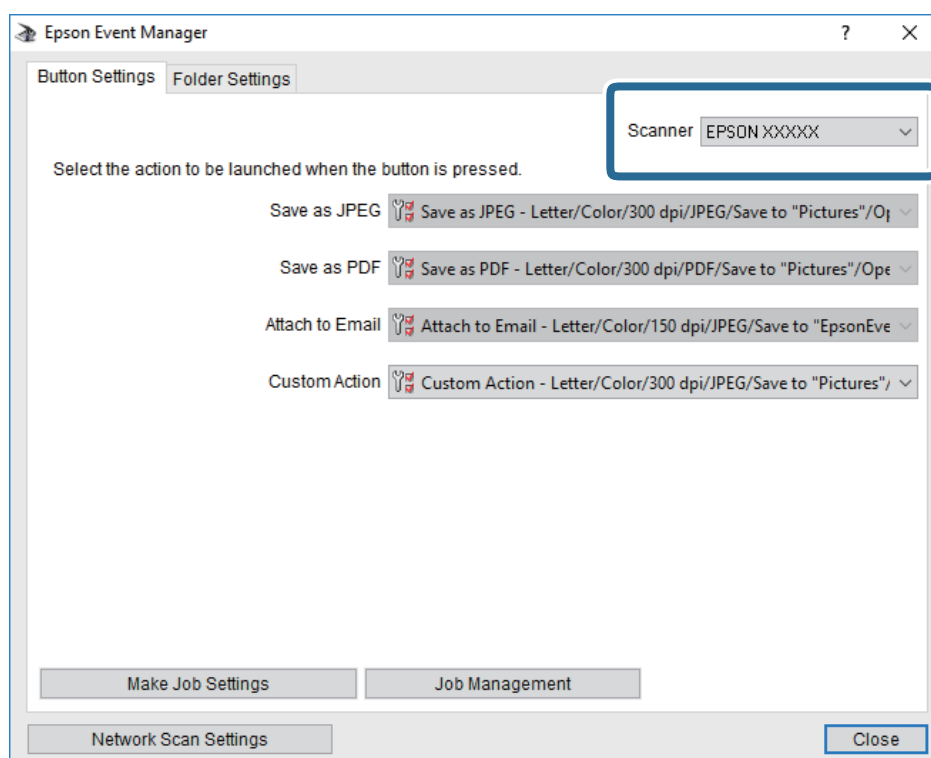 Epson Event Manager ?
Button Settings Folder Settings
Scanner EPSON XXXXX
Select the action to be launched when the button is pressed.
Save as JPEG Save as JPEG - Letter/Color/300 dpi/JPEG/Save to "Pictures"/Op
Save as PDF Save as PDF - Letter/Color/300 dpi/PDF/Save to "Pictures"/Ope
Attach to Email Attach to Email - Letter/Color/150 dpi/JPEG/Save to "EpsonEve
Custom Action Custom Action - Letter/Color/300 dpi/JPEG/Save to "Pictures"/
Make Job Settings Job Management
Network Scan Settings Close